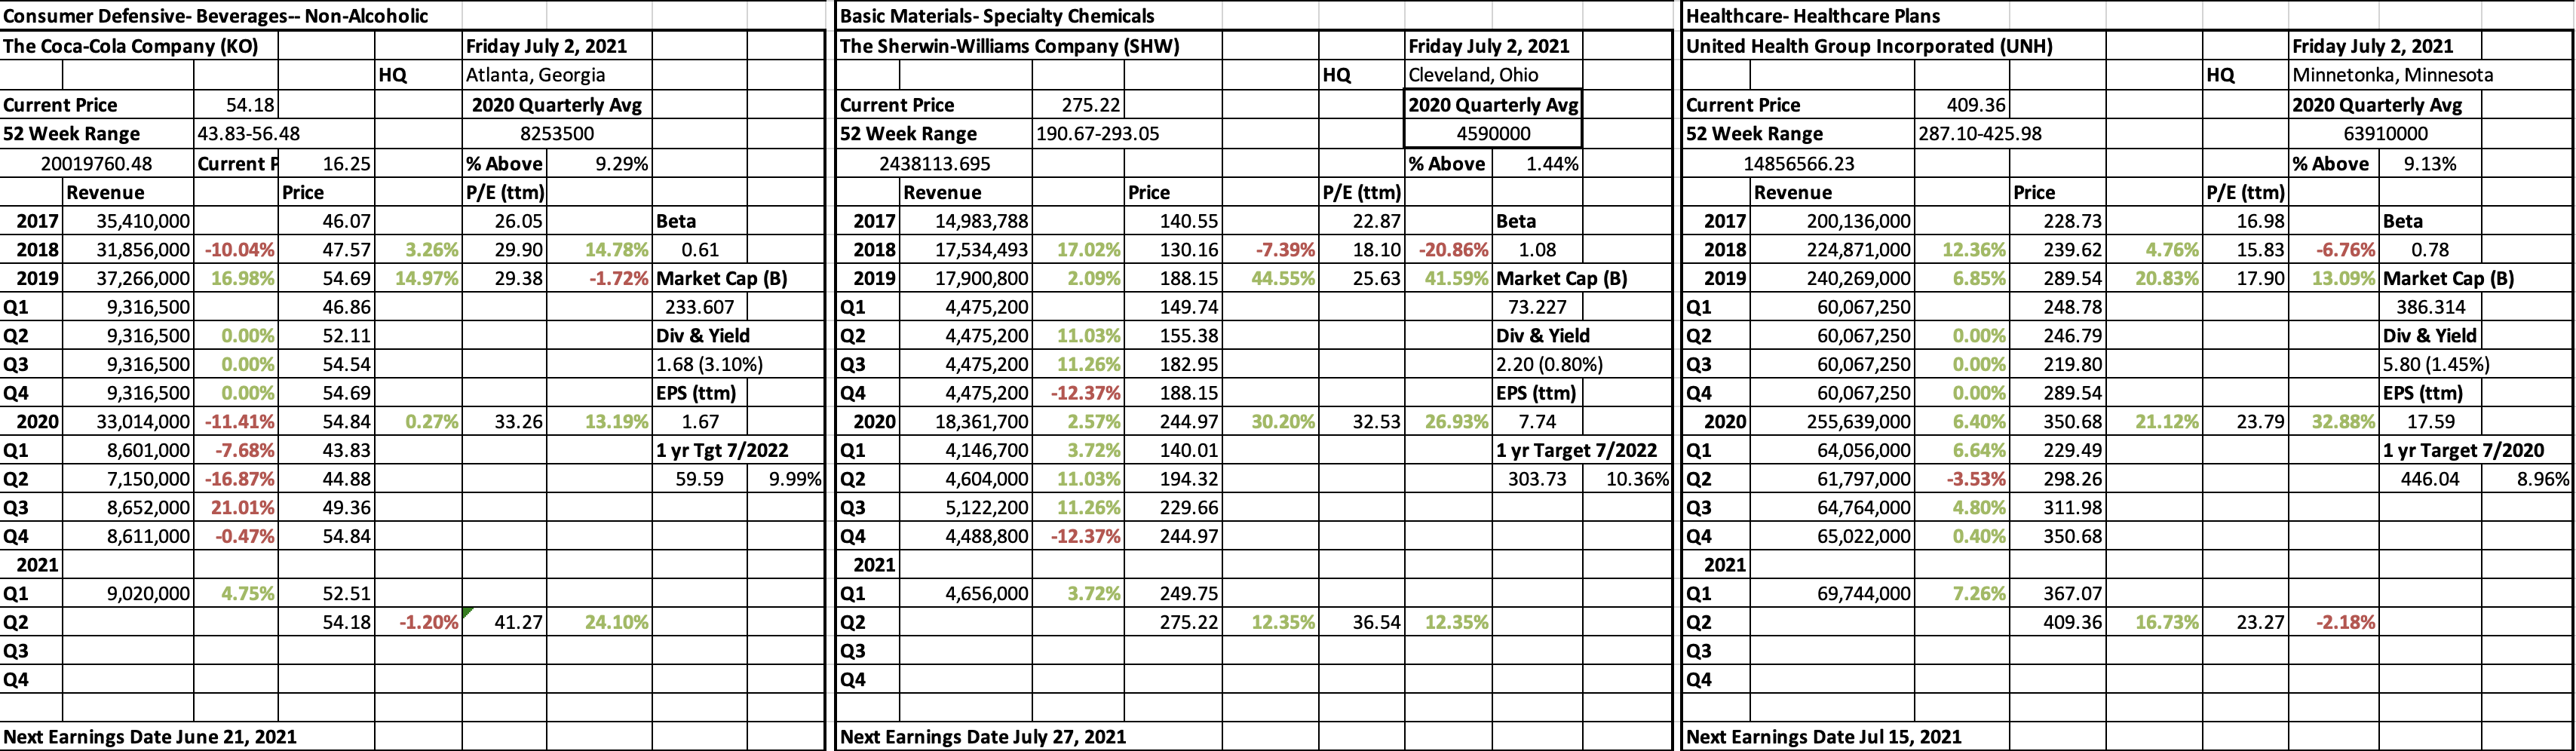 Consumer Defensive- Beverages-- Non-Alcoholic
The Coca-Cola Company (KO) Friday July 2, 2021
HQ Atlanta, Georgia
Current Price 54.18 2020 Quarterly Avg
52 Week Range 43.83-56.48 8253500
20019760.48 Current P 16.25 % Above 9.29%
Revenue Price P/E (ttm)
2017 35,410,000 46.07 26.05 Beta
2018 31,856,000 -10.04% 47.57 3.26% 29.90 14.78% 0.61
2019 37,266,000 16.98% 54.69 14.97% 29.38 -1.72% Market Cap (B)
Q1 9,316,500 46.86 233.607
Q2 9,316,500 0.00% 52.11 Div & Yield
Q3 9,316,500 0.00% 54.54 1.68 (3.10%)
Q4 9,316,500 0.00% 54.69 EPS (ttm)
2020 33,014,000 -11.41% 54.84 0.27% 33.26 13.19% 1.67
Q1 8,601,000 -7.68% 43.83 1 yr Tgt 7/2022
Q2 7,150,000 -16.87% 44.88 59.59 9.99%
Q3 8,652,000 21.01% 49.36
Q4 8,611,000 -0.47% 54.84
2021
Q1 9,020,000 4.75% 52.51
Q2 54.18 -1.20% 41.27 24.10%
Q3
Q4
Next Earnings Date June 21, 2021
Basic Materials- Specialty Chemicals
The Sherwin-Williams Company (SHW) Friday July 2, 2021
HQ Cleveland, Ohio
Current Price 275.22 2020 Quarterly Avg
52 Week Range 190.67-293.05 4590000
2438113.695 % Above 1.44%
Revenue Price P/E (ttm)
2017 14,983,788 140.55 22.87 Beta
2018 17,534,493 17.02% 130.16 -7.39% 18.10 -20.86% 1.08
2019 17,900,800 2.09% 188.15 44.55% 25.63 41.59% Market Cap (B)
Q1 4,475,200 149.74 73.227
Q2 4,475,200 11.03% 155.38 Div & Yield
Q3 4,475,200 11.26% 182.95 2.20 (0.80%)
Q4 4,475,200 -12.37% 188.15 EPS (ttm)
2020 18,361,700 2.57% 244.97 30.20% 32.53 26.93% 7.74
Q1 4,146,700 3.72% 140.01 1 yr Target 7/2022
Q2 4,604,000 11.03% 194.32 303.73 10.36%
Q3 5,122,200 11.26% 229.66
Q4 4,488,800 -12.37% 244.97
2021
Q1 4,656,000 3.72% 249.75
Q2 275.22 12.35% 36.54 12.35%
Q3
Q4
Next Earnings Date July 27, 2021
Healthcare- Healthcare Plans
United Health Group Incorporated (UNH) Friday July 2, 2021
HQ Minnetonka, Minnesota
Current Price 409.36 2020 Quarterly Avg
52 Week Range 287.10-425.98 63910000
14856566.23 % Above 9.13%
Revenue Price P/E (ttm)
2017 200,136,000 228.73 16.98 Beta
2018 224,871,000 12.36% 239.62 4.76% 15.83 -6.76% 0.78
2019 240,269,000 6.85% 289.54 20.83% 17.90 13.09% Market Cap (B)
Q1 60,067,250 248.78 386.314
Q2 60,067,250 0.00% 246.79 Div & Yield
Q3 60,067,250 0.00% 219.80 5.80 (1.45%)
Q4 60,067,250 0.00% 289.54 EPS (ttm)
2020 255,639,000 6.40% 350.68 21.12% 23.79 32.88% 17.59
Q1 64,056,000 6.64% 229.49 1 yr Target 7/2020
Q2 61,797,000 -3.53% 298.26 446.04 8.96%
Q3 64,764,000 4.80% 311.98
Q4 65,022,000 0.40% 350.68
2021
Q1 69,744,000 7.26% 367.07
Q2 409.36 16.73% 23.27 -2.18%
Q3
Q4
Next Earnings Date Jul 15, 2021